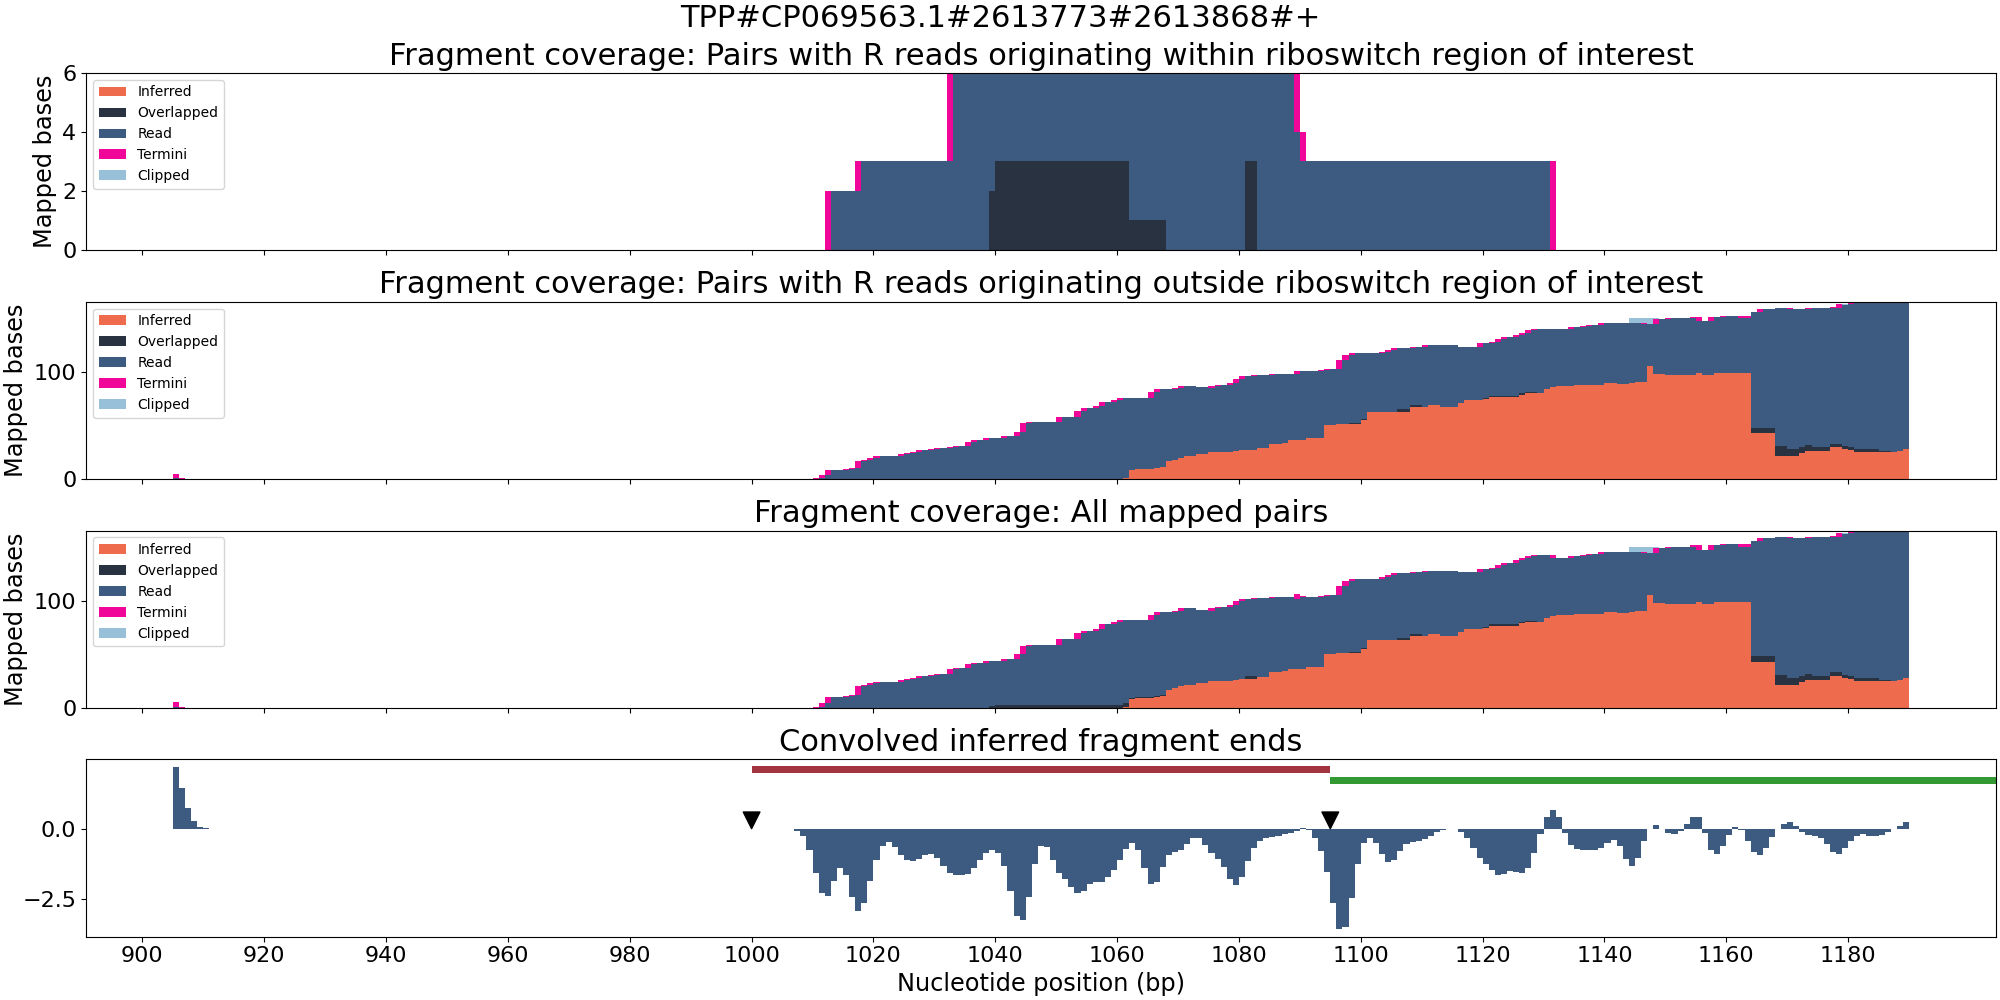 TPP#CP069563.1#2613773#2613868#+
Fragment coverage: Pairs with R reads originating within riboswitch region of interest
Mapped bases
6
4
2
0
Inferred
Overlapped
Read
Termini
Clipped
Fragment coverage: Pairs with R reads originating outside riboswitch region of interest
Mapped bases
100
0
Inferred
Overlapped
Read
Termini
Clipped
Fragment coverage: All mapped pairs
Mapped bases
100
0
Inferred
Overlapped
Read
Termini
Clipped
Convolved inferred fragment ends
0.0
−2.5
900 920 940 960 980 1000 1020 1040 1060 1080 1100 1120 1140 1160 1180
Nucleotide position (bp)